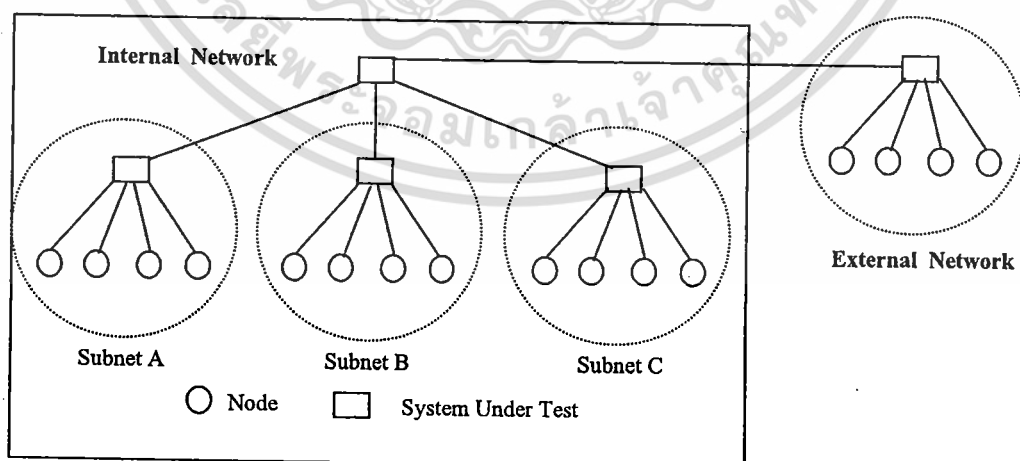 Internal Network
External Network
Subnet A
Subnet B
Subnet C
Node
System Under Test